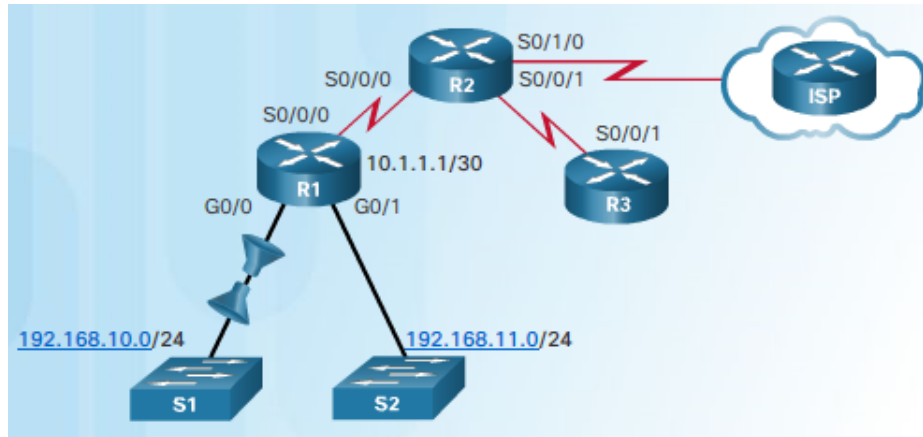 S0/1/0
R2
S0/0/0
S0/0/1
ISP
S0/0/0
S0/0/1
10.1.1.1/30
R1
R3
G0/0
G0/1
192.168.10.0/24
192.168.11.0/24
S1
S2